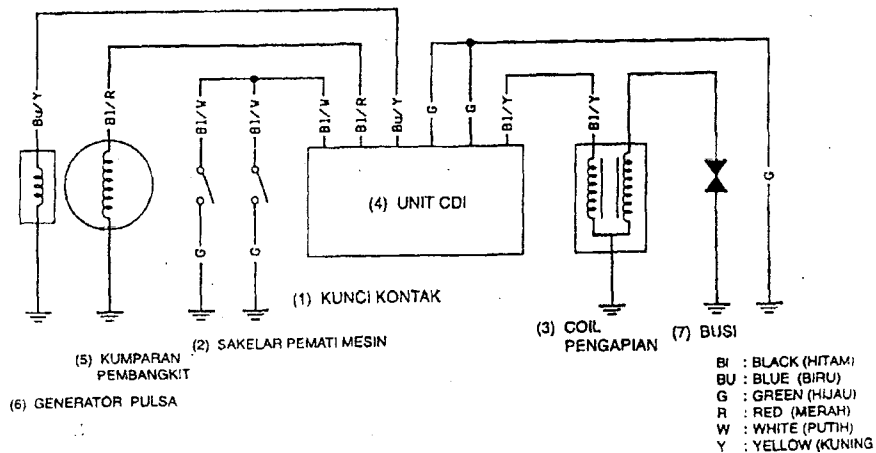 Bu/Y
Bl/R
Bl/W
Bl/W
Bl/W
Bl/R
Bu/Y
G
G
Bl/Y
Bl/Y
G
G
G
(4) UNIT CDI
(1) KUNCI KONTAK
(2) SAKELAR PEMATI MESIN
(3) COIL
PENGAPIAN
(7) BUSI
(5) KUMPARAN
PEMBANGKIT
(6) GENERATOR PULSA
Bl : BLACK (HITAM)
BU : BLUE (BIRU)
G : GREEN (HIJAU)
R : RED (MERAH)
W : WHITE (PUTIH)
Y : YELLOW (KUNING